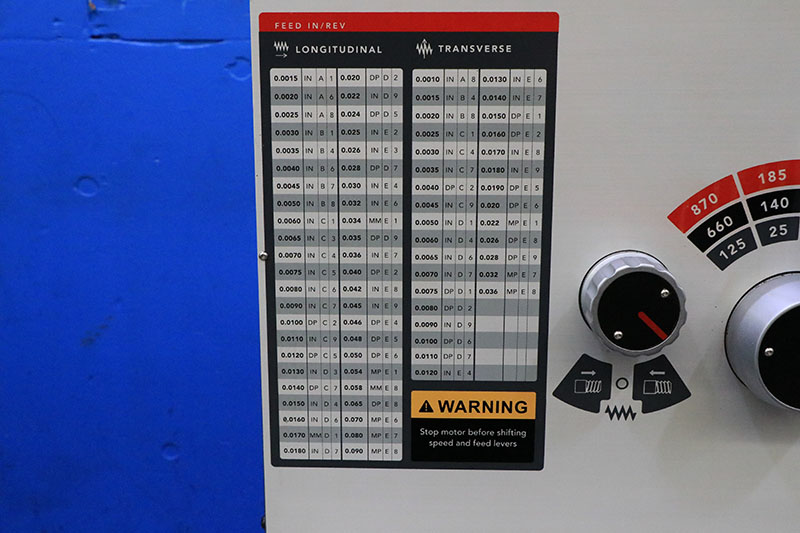 FEED IN/REV
LONGITUDINAL
0.0015 IN A 1 0.020 DP D 2
0.0020 IN A 6 0.022 IN D 9
0.0025 IN A 8 0.024 DP D 5
0.0030 IN B 1 0.025 IN E 2
0.0035 IN B 4 0.026 IN E 3
0.0040 IN B 6 0.028 DP D 7
0.0045 IN B 7 0.030 IN E 4
0.0050 IN B 8 0.032 IN E 6
0.0060 IN C 1 0.034 MM E 1
0.0065 IN C 3 0.035 DP D 9
0.0070 IN C 4 0.036 IN E 7
0.0075 IN C 5 0.040 DP E 2
0.0080 IN C 6 0.042 IN E 8
0.0090 IN C 7 0.045 IN E 9
0.0100 DP C 2 0.046 DP E 4
0.0110 IN C 9 0.048 DP E 5
0.0120 DP C 5 0.050 DP E 6
0.0130 IN D 3 0.054 MP E 1
0.0140 DP C 7 0.058 MM E 8
0.0150 IN D 4 0.065 DP E 8
0.0160 IN D 6 0.070 MP E 6
0.0170 MM D 1 0.080 MP E 7
0.0180 IN D 7 0.090 MP E 8
TRANSVERSE
0.0010 IN A 8 0.0130 IN E 6
0.0015 IN B 4 0.0140 IN E 7
0.0020 IN B 8 0.0150 DP E 1
0.0025 IN C 1 0.0160 DP E 2
0.0030 IN C 4 0.0170 IN E 8
0.0035 IN C 7 0.0180 IN E 9
0.0040 DP C 2 0.0190 DP E 5
0.0045 IN C 9 0.020 DP E 6
0.0050 IN D 1 0.022 MP E 1
0.0060 IN D 4 0.026 DP E 8
0.0065 IN D 6 0.028 DP E 9
0.0070 IN D 7 0.032 MP E 7
0.0075 DP D 1 0.036 MP E 8
0.0080 DP D 2
0.0090 IN D 9
0.0100 DP D 6
0.0110 DP D 7
0.0120 IN E 4
WARNING
Stop motor before shifting
speed and feed levers
870 185
660 140
125 25